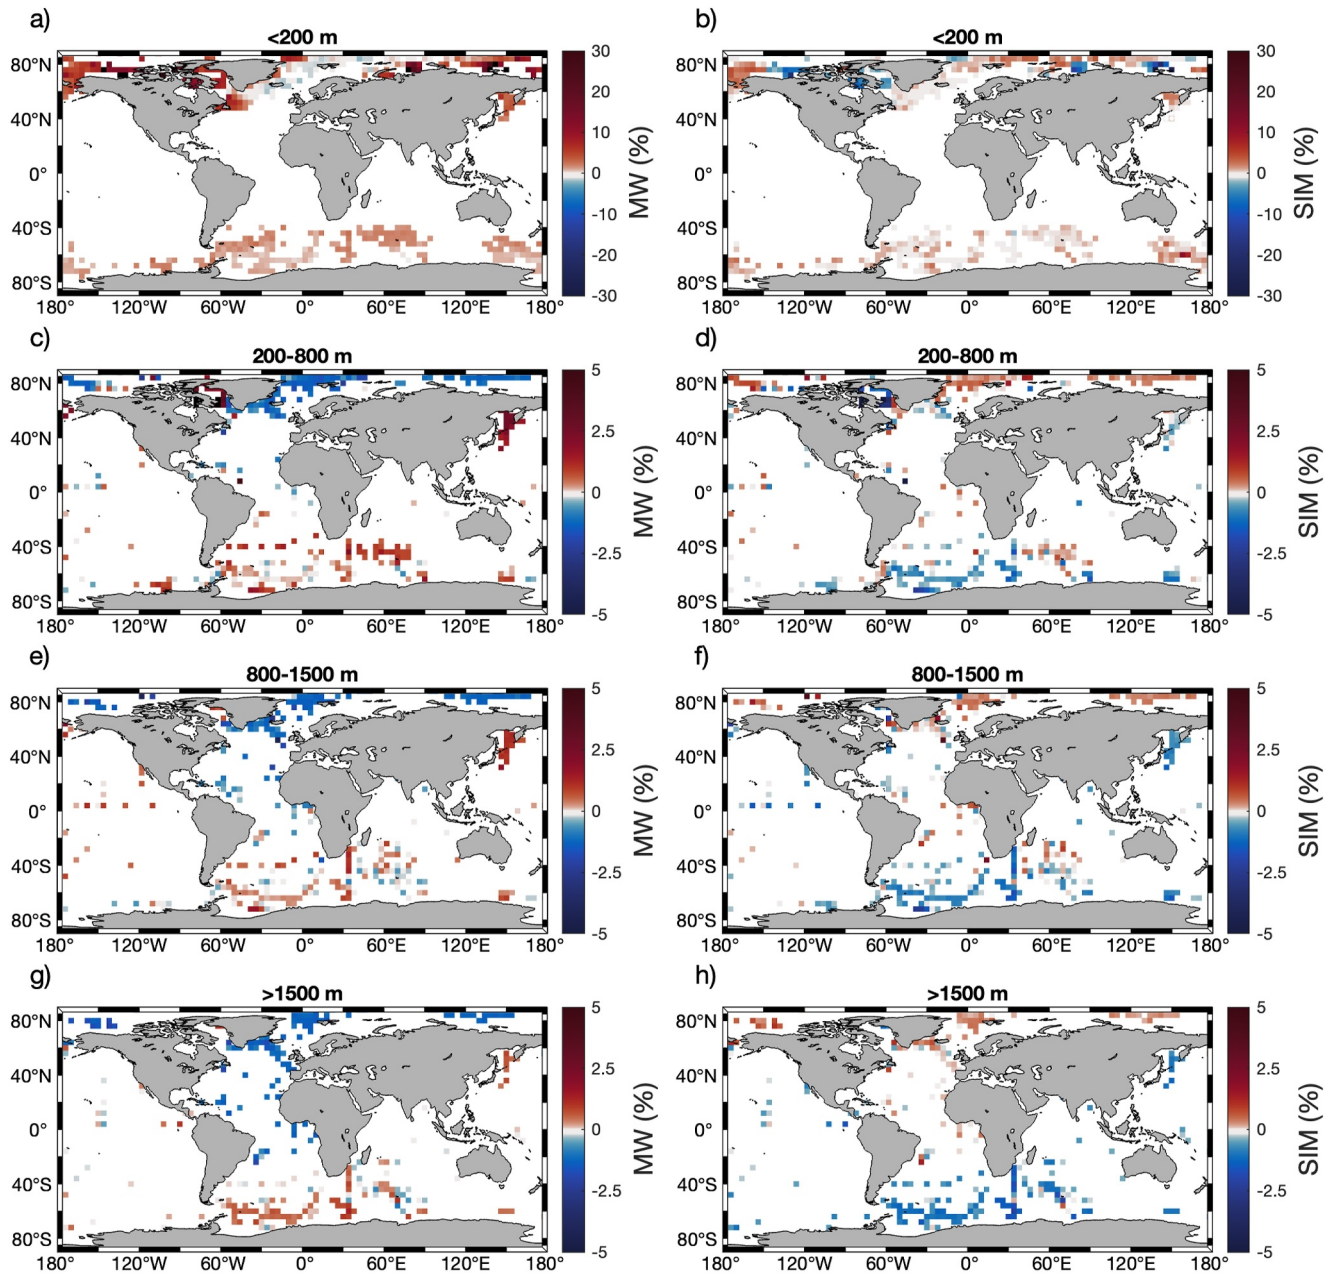 a)
<200 m
80°N
40°N
0°
40°S
80°S
180°
120°W
60°W
0°
60°E
120°E
180°
30
20
10
0
-10
-20
-30
MW (%)
b)
<200 m
80°N
40°N
0°
40°S
80°S
180°
120°W
60°W
0°
60°E
120°E
180°
30
20
10
0
-10
-20
-30
SIM (%)
c)
200-800 m
80°N
40°N
0°
40°S
80°S
180°
120°W
60°W
0°
60°E
120°E
180°
5
2.5
0
-2.5
-5
MW (%)
d)
200-800 m
80°N
40°N
0°
40°S
80°S
180°
120°W
60°W
0°
60°E
120°E
180°
5
2.5
0
-2.5
-5
SIM (%)
e)
800-1500 m
80°N
40°N
0°
40°S
80°S
180°
120°W
60°W
0°
60°E
120°E
180°
5
2.5
0
-2.5
-5
MW (%)
f)
800-1500 m
80°N
40°N
0°
40°S
80°S
180°
120°W
60°W
0°
60°E
120°E
180°
5
2.5
0
-2.5
-5
SIM (%)
g)
>1500 m
80°N
40°N
0°
40°S
80°S
180°
120°W
60°W
0°
60°E
120°E
180°
5
2.5
0
-2.5
-5
MW (%)
h)
>1500 m
80°N
40°N
0°
40°S
80°S
180°
120°W
60°W
0°
60°E
120°E
180°
5
2.5
0
-2.5
-5
SIM (%)